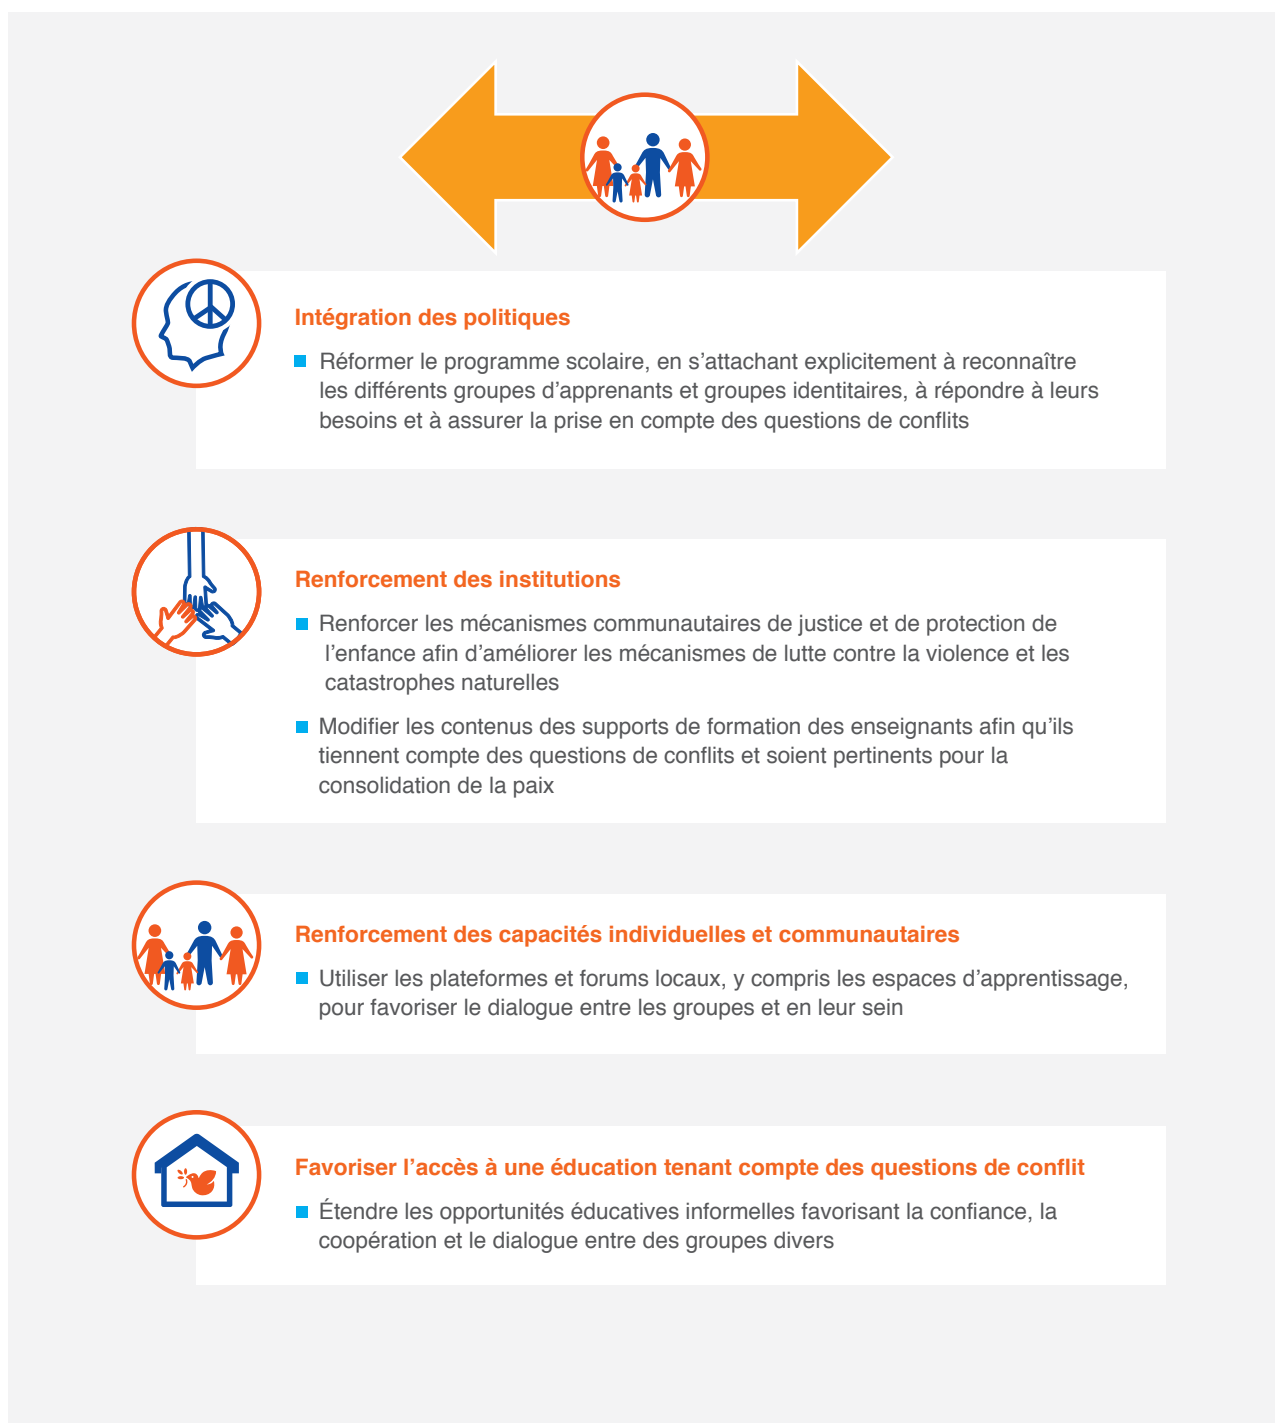 Intégration des politiques
Réformer le programme scolaire, en s’attachant explicitement à reconnaître
les différents groupes d’apprenants et groupes identitaires, à répondre à leurs
besoins et à assurer la prise en compte des questions de conflits
Renforcement des institutions
Renforcer les mécanismes communautaires de justice et de protection de
l’enfance afin d’améliorer les mécanismes de lutte contre la violence et les
catastrophes naturelles
Modifier les contenus des supports de formation des enseignants afin qu’ils
tiennent compte des questions de conflits et soient pertinents pour la
consolidation de la paix
Renforcement des capacités individuelles et communautaires
Utiliser les plateformes et forums locaux, y compris les espaces d’apprentissage,
pour favoriser le dialogue entre les groupes et en leur sein
Favoriser l’accès à une éducation tenant compte des questions de conflit
Étendre les opportunités éducatives informelles favorisant la confiance, la
coopération et le dialogue entre des groupes divers